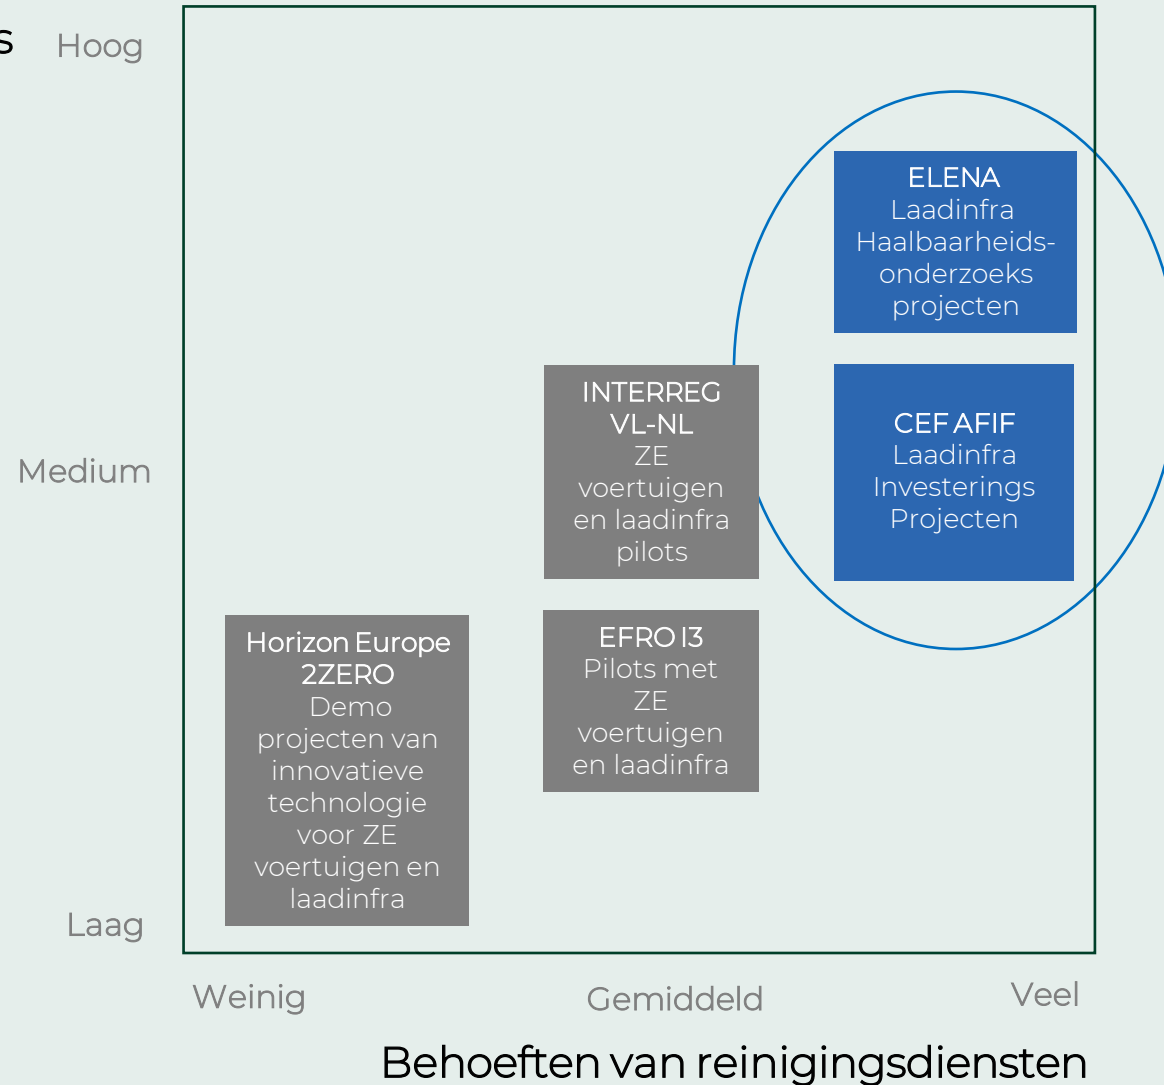 s
Hoog
ELENA
Laadinfra
Haalbaarheids-
onderzoeks
projecten
INTERREG
VL-NL
ZE
voertuigen
en laadinfra
pilots
CEF AFIF
Laadinfra
Investerings
Projecten
Medium
Horizon Europe
2ZERO
Demo
projecten van
innovatieve
technologie
voor ZE
voertuigen en
laadinfra
EFRO I3
Pilots met
ZE
voertuigen
en laadinfra
Laag
Weinig
Gemiddeld
Veel
Behoeften van reinigingsdiensten